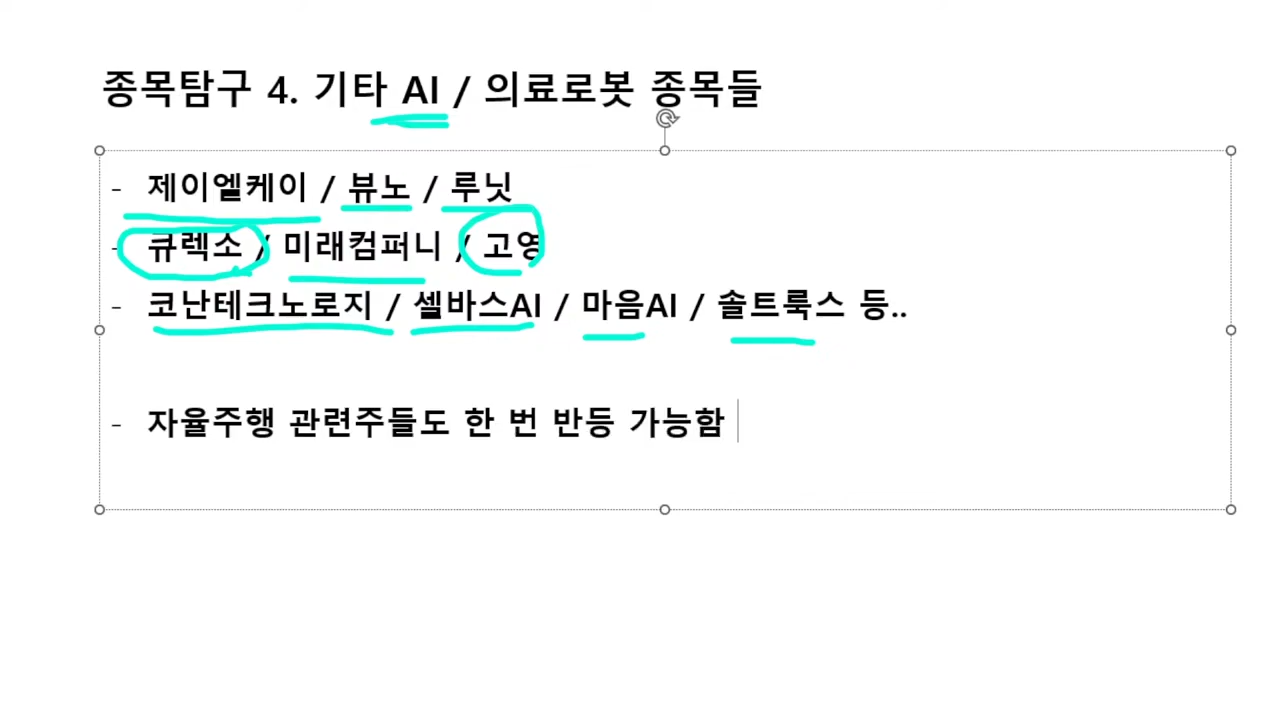 종목탐구 4. 기타 AI / 의료로봇 종목들
- 제이엘케이 / 뷰노 / 루닛
- 큐렉소 / 미래컴퍼니 / 고영
- 코난테크노로지 / 셀바스AI / 마음AI / 솔트룩스 등..
- 자율주행 관련주들도 한 번 반등 가능함